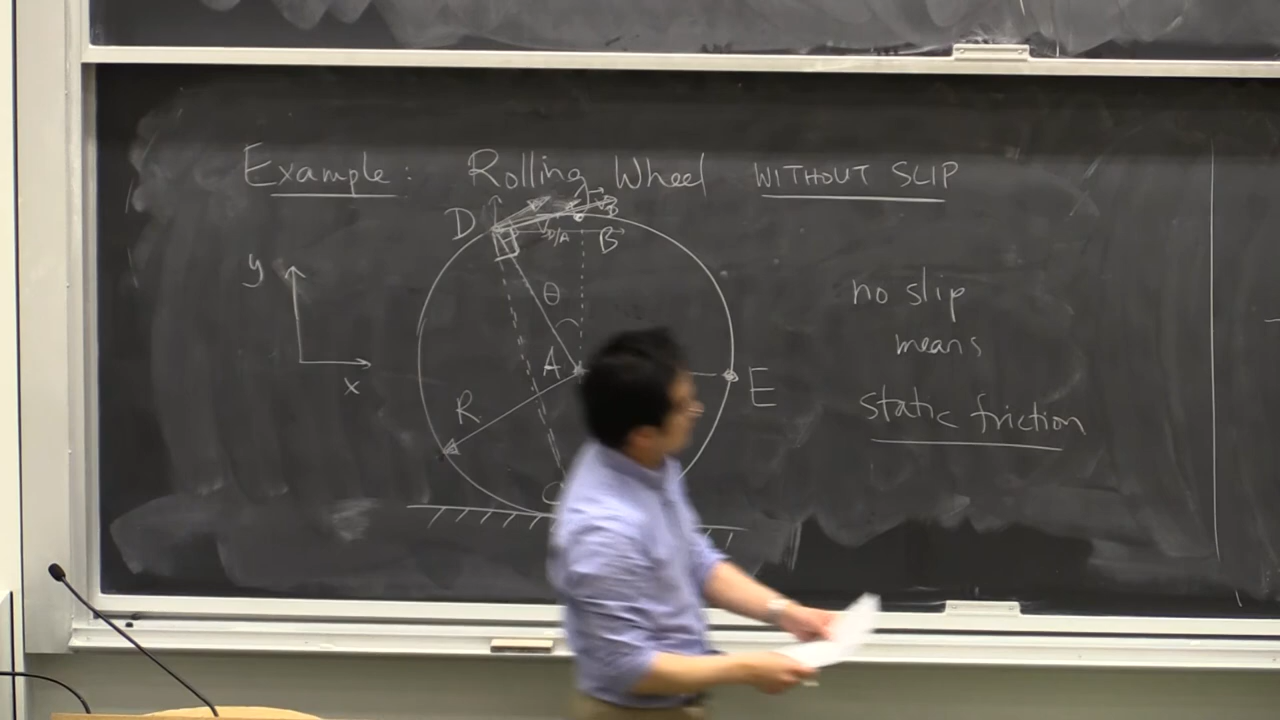 Example: Rolling Wheel WITHOUT SLIP
D
D/A
B
y
θ
no slip
x
means
A
E
R
static friction
C